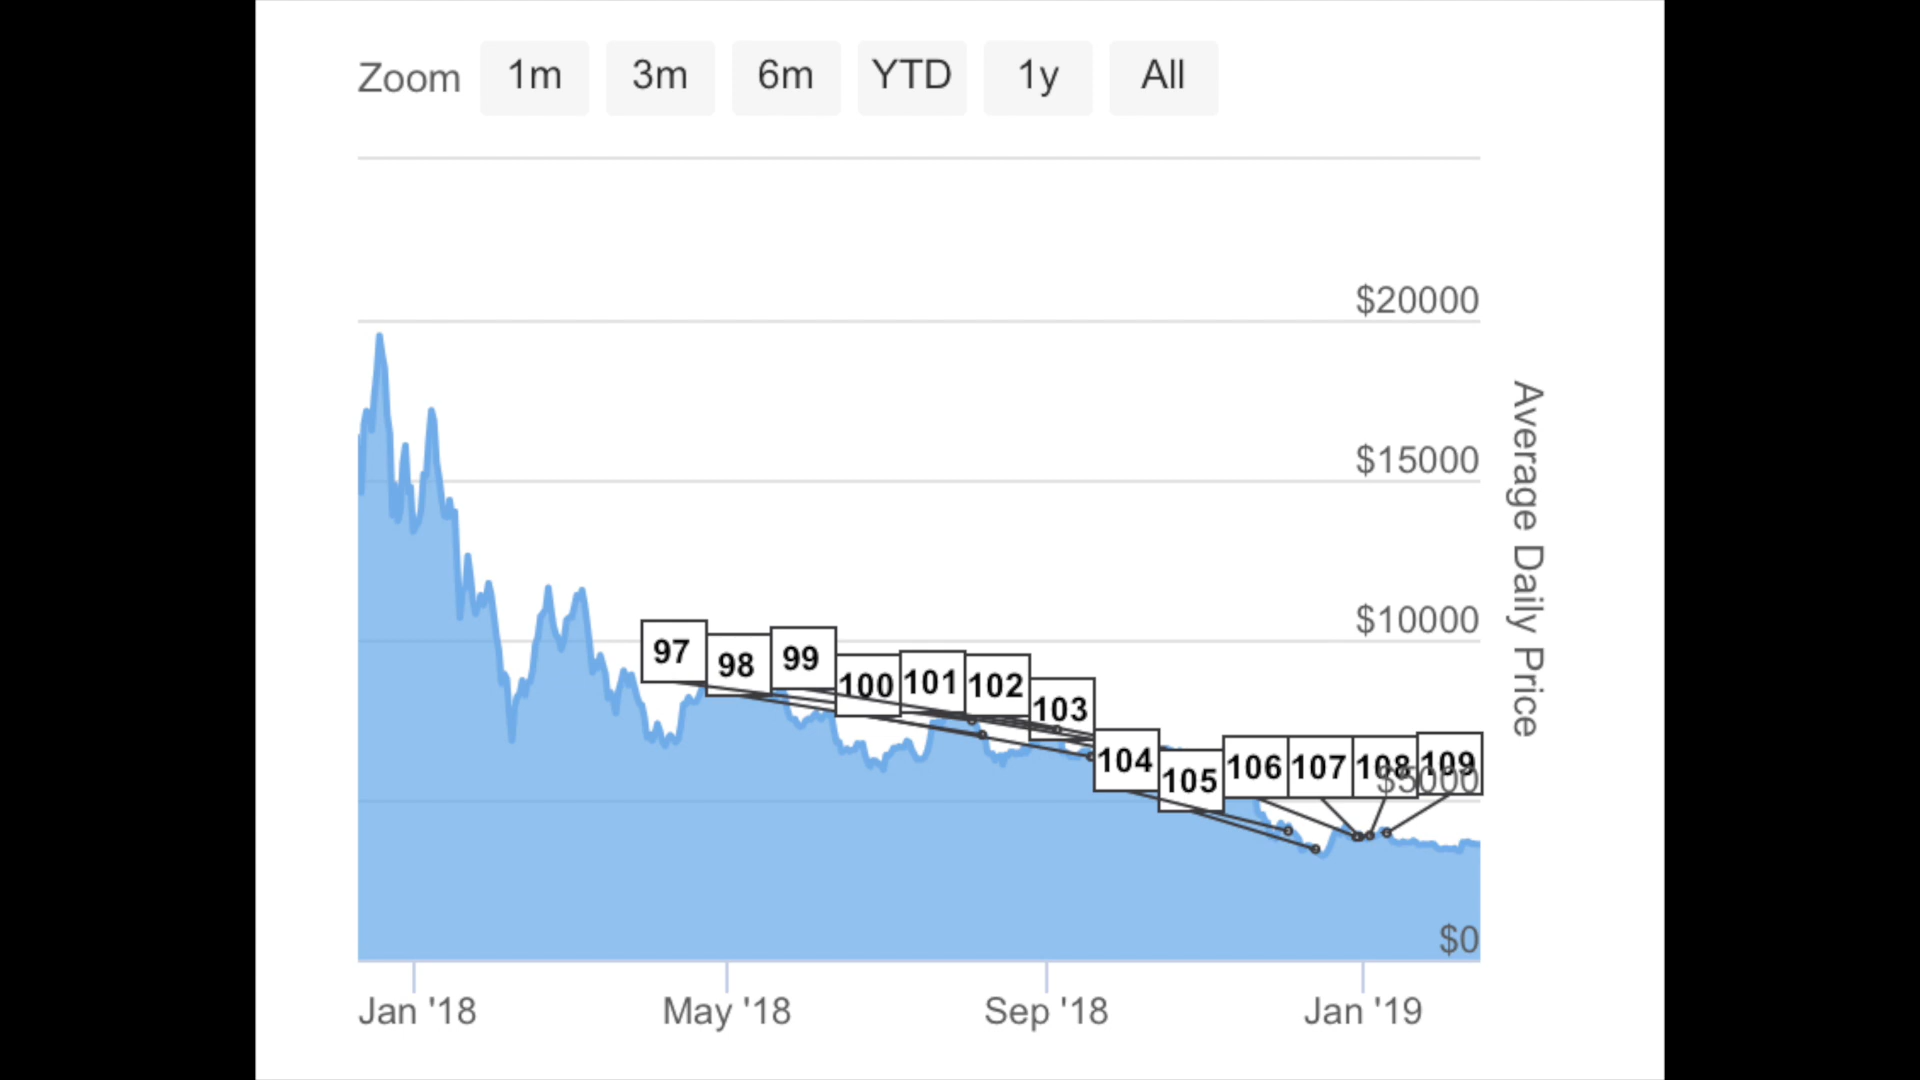 Zoom 1m 3m 6m YTD 1y All
$20000
$15000
$10000
$5000
$0
Average Daily Price
97 98 99 100 101 102 103 104 105 106 107 108 109
Jan '18 May '18 Sep '18 Jan '19